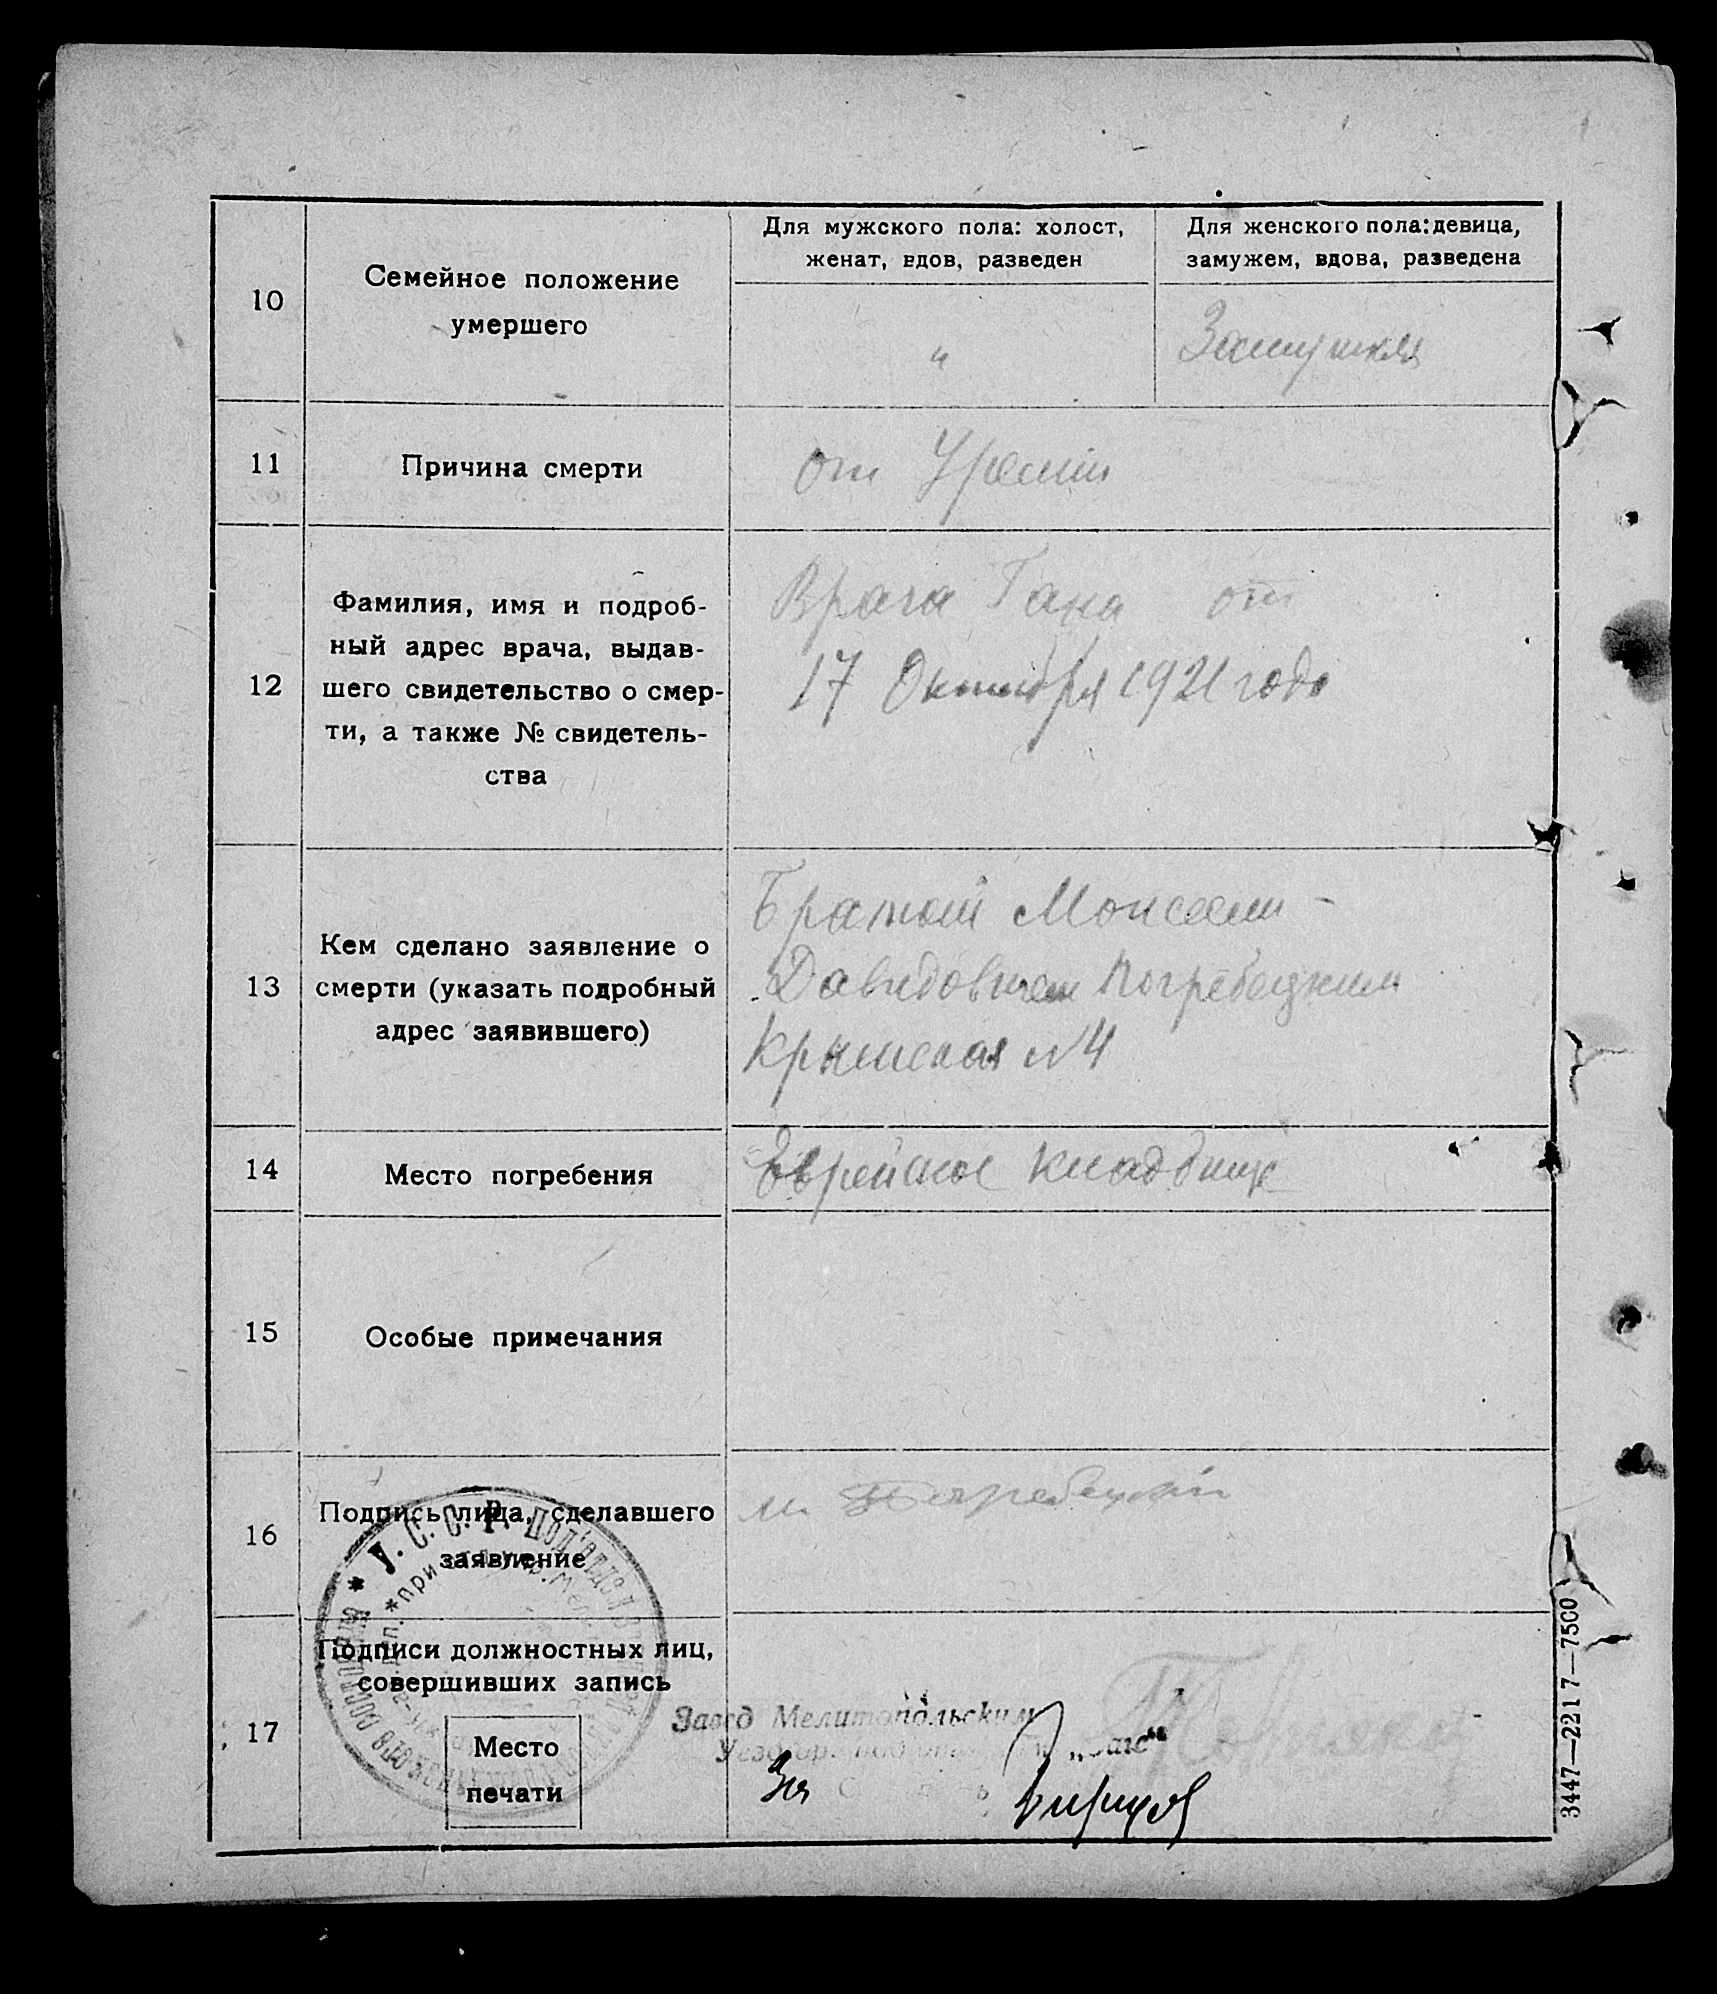 10
Семейное положение
умершего
Для мужского пола: холост,
женат, вдов, разведен
Для женского пола: девица,
замужем, вдова, разведена
"
Замужняя
11
Причина смерти
от Уремии
12
Фамилия, имя и подроб-
ный адрес врача, выдав-
шего свидетельство о смер-
ти, а также № свидетель-
ства
Врача Гана от
17 Октября 1921 года
13
Кем сделано заявление о
смерти (указать подробный
адрес заявившего)
Братом Моисеем
Давидовичем Погребецким
Крымская № 4
14
Место погребения
Еврейское кладбище
15
Особые примечания
16
Подпись лица, сделавшего
заявление
М. Погребецкий
17
Подписи должностных лиц,
совершивших запись
Место
печати
У. С. С. Р. Под'отдел
Завед Мелитопольским
За
3447—2217—7500